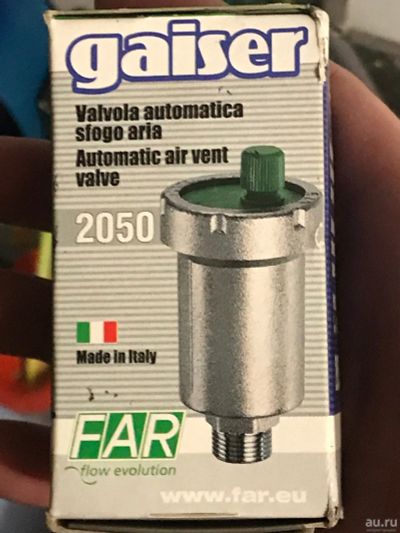 gaiser
Valvola automatica
sfogo aria
Automatic air vent
valve
2050
Made in Italy
FAR
flow evolution
www.far.eu
au.ru